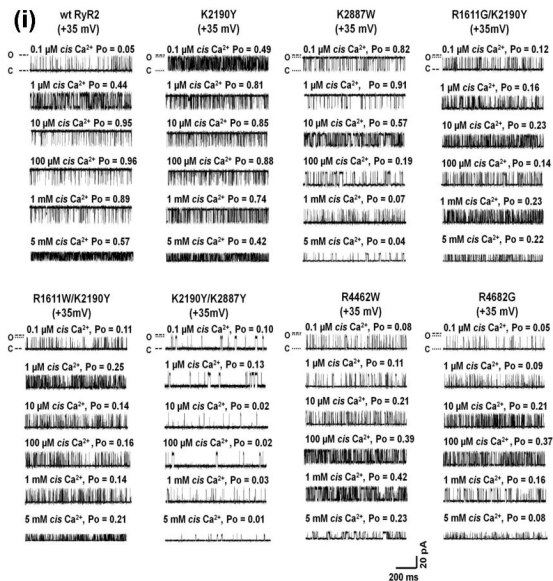 (i)
wt RyR2
(+35 mV)
0.1 µM cis Ca²⁺ Po = 0.05
O
C
1 µM cis Ca²⁺ Po = 0.44
10 µM cis Ca²⁺ Po = 0.95
100 µM cis Ca²⁺ Po = 0.96
1 mM cis Ca²⁺ Po = 0.89
5 mM cis Ca²⁺ Po = 0.57
K2190Y
(+35 mV)
0.1 µM cis Ca²⁺ Po = 0.49
1 µM cis Ca²⁺ Po = 0.81
10 µM cis Ca²⁺ Po = 0.85
100 µM cis Ca²⁺ Po = 0.88
1 mM cis Ca²⁺ Po = 0.74
5 mM cis Ca²⁺ Po = 0.42
K2887W
(+35 mV)
0.1 µM cis Ca²⁺ Po = 0.82
O
C
1 µM cis Ca²⁺, Po = 0.91
10 µM cis Ca²⁺ Po = 0.57
100 µM cis Ca²⁺ Po = 0.19
1 mM cis Ca²⁺ Po = 0.07
5 mM cis Ca²⁺ Po = 0.04
R1611G/K2190Y
(+35 mV)
0.1 µM cis Ca²⁺, Po = 0.12
O
C
1 µM cis Ca²⁺, Po = 0.16
10 µM cis Ca²⁺, Po = 0.23
100 µM cis Ca²⁺, Po = 0.14
1 mM cis Ca²⁺, Po = 0.23
5 mM cis Ca²⁺, Po = 0.22
R1611W/K2190Y
(+35mV)
0.1 µM cis Ca²⁺, Po = 0.11
O
C
1 µM cis Ca²⁺, Po = 0.25
10 µM cis Ca²⁺, Po = 0.14
100 µM cis Ca²⁺, Po = 0.16
1 mM cis Ca²⁺, Po = 0.14
5 mM cis Ca²⁺, Po = 0.21
K2190Y/K2887Y
(+35mV)
0.1 µM cis Ca²⁺, Po = 0.10
O
C
1 µM cis Ca²⁺, Po = 0.13
10 µM cis Ca²⁺, Po = 0.02
100 µM cis Ca²⁺, Po = 0.02
1 mM cis Ca²⁺, Po = 0.03
5 mM cis Ca²⁺, Po = 0.01
R4462W
(+35 mV)
0.1 µM cis Ca²⁺, Po = 0.08
O
C
1 µM cis Ca²⁺, Po = 0.11
10 µM cis Ca²⁺, Po = 0.21
100 µM cis Ca²⁺, Po = 0.39
1 mM cis Ca²⁺, Po = 0.42
5 mM cis Ca²⁺, Po = 0.23
R4682G
(+35 mV)
0.1 µM cis Ca²⁺, Po = 0.05
O
C
1 µM cis Ca²⁺, Po = 0.09
10 µM cis Ca²⁺, Po = 0.21
100 µM cis Ca²⁺, Po = 0.37
1 mM cis Ca²⁺, Po = 0.16
5 mM cis Ca²⁺, Po = 0.08
20 pA
200 ms